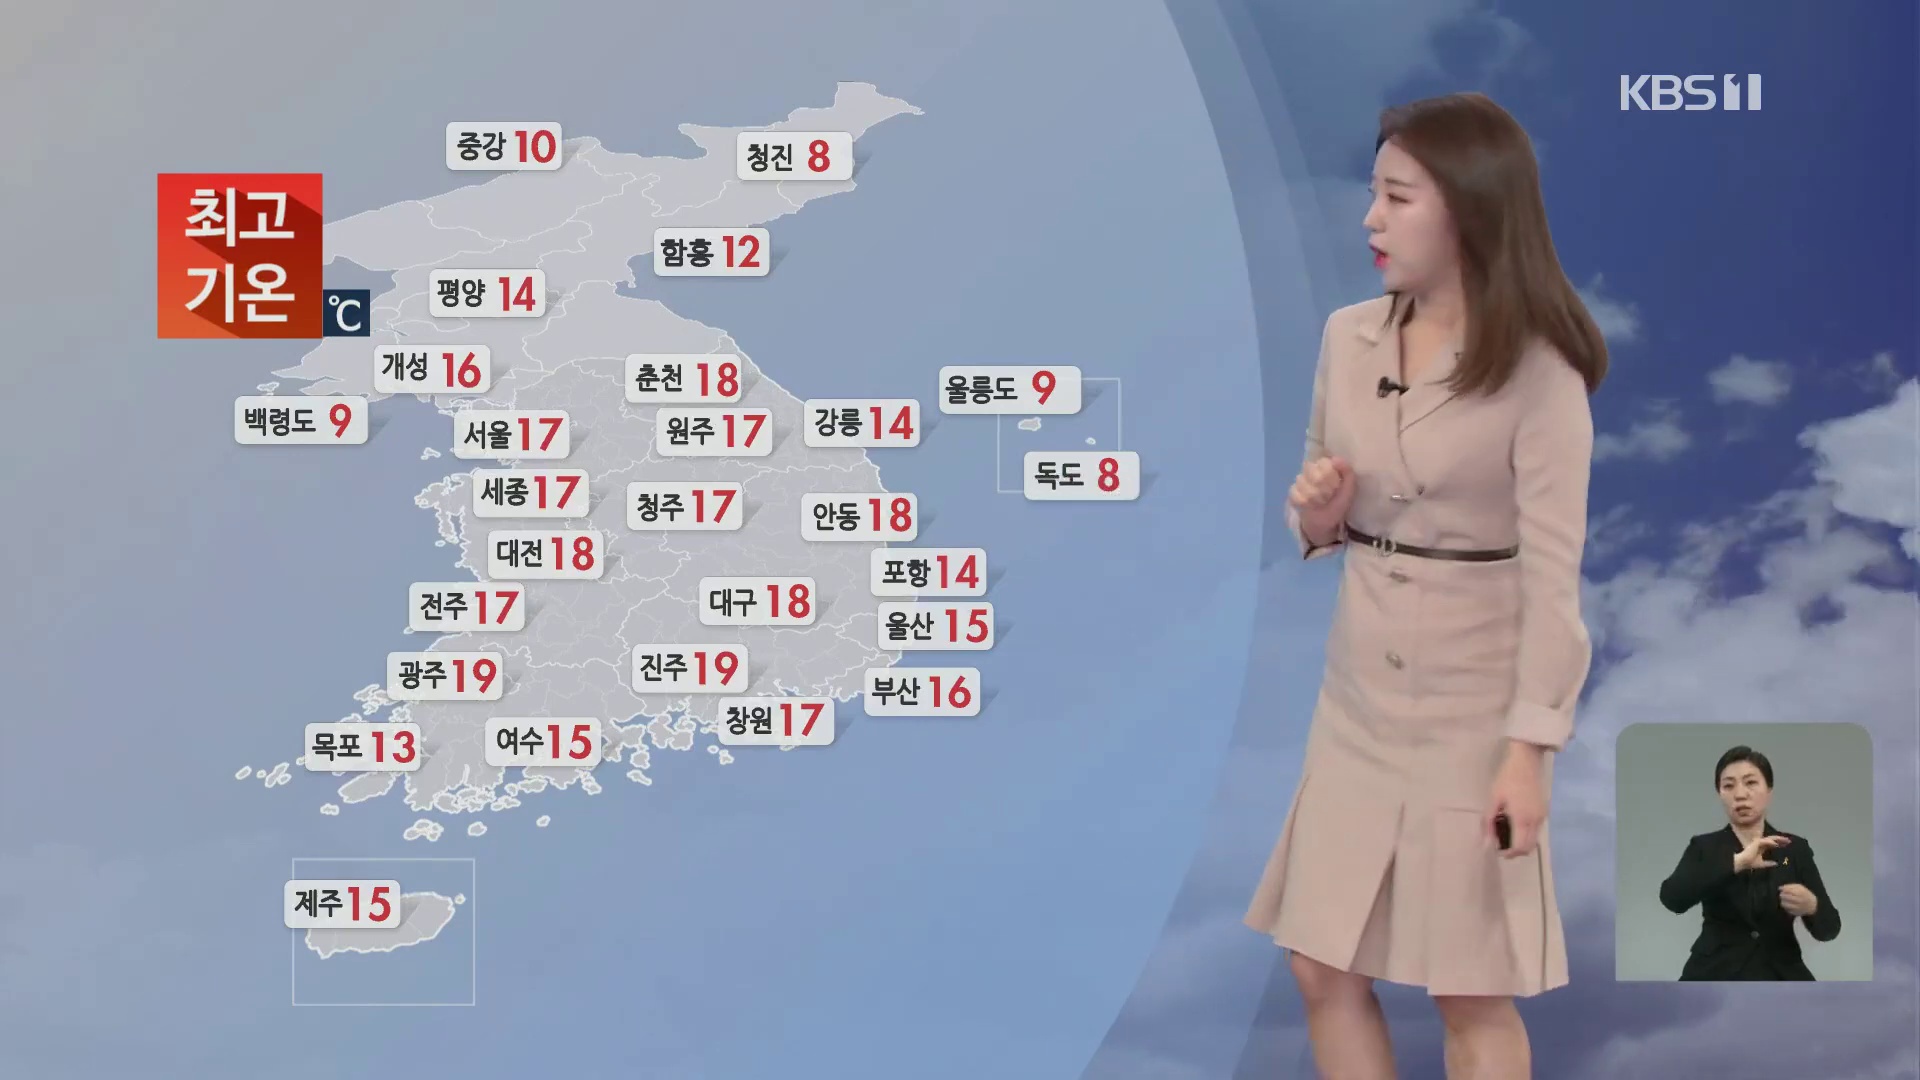 KBS 1
최고
기온
℃
중강 10
청진 8
함흥 12
평양 14
개성 16
춘천 18
울릉도 9
백령도 9
서울 17
원주 17
강릉 14
독도 8
세종 17
청주 17
안동 18
대전 18
포항 14
전주 17
대구 18
울산 15
광주 19
진주 19
부산 16
창원 17
목포 13
여수 15
제주 15